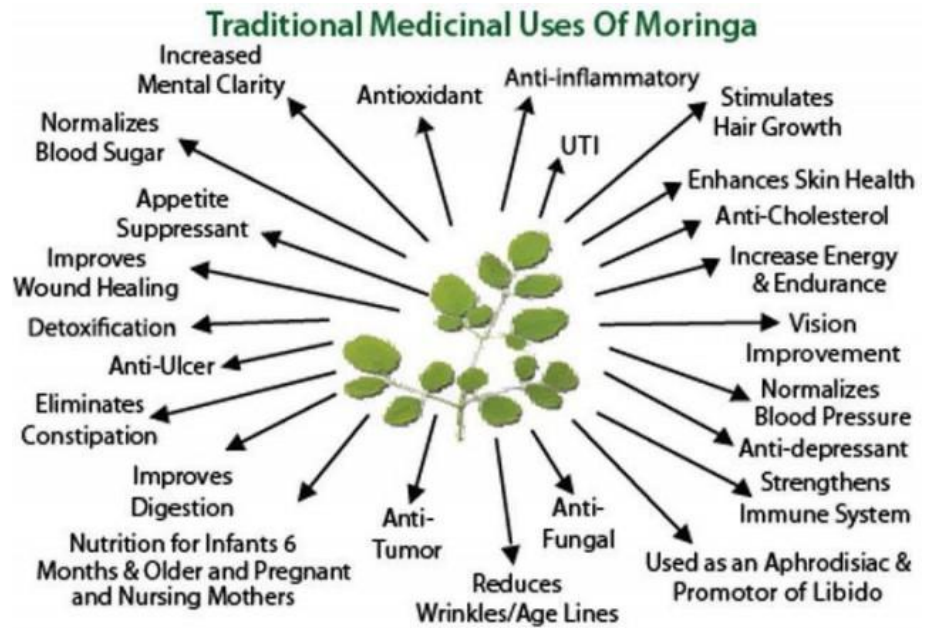 Traditional Medicinal Uses Of Moringa
Increased
Mental Clarity
Antioxidant
Anti-inflammatory
UTI
Stimulates
Hair Growth
Normalizes
Blood Sugar
Enhances Skin Health
Appetite
Suppressant
Anti-Cholesterol
Improves
Wound Healing
Increase Energy
& Endurance
Detoxification
Vision
Improvement
Anti-Ulcer
Normalizes
Blood Pressure
Eliminates
Constipation
Anti-depressant
Improves
Digestion
Strengthens
Immune System
Nutrition for Infants 6
Months & Older and Pregnant
and Nursing Mothers
Anti-
Tumor
Reduces
Wrinkles/Age Lines
Anti-
Fungal
Used as an Aphrodisiac &
Promotor of Libido